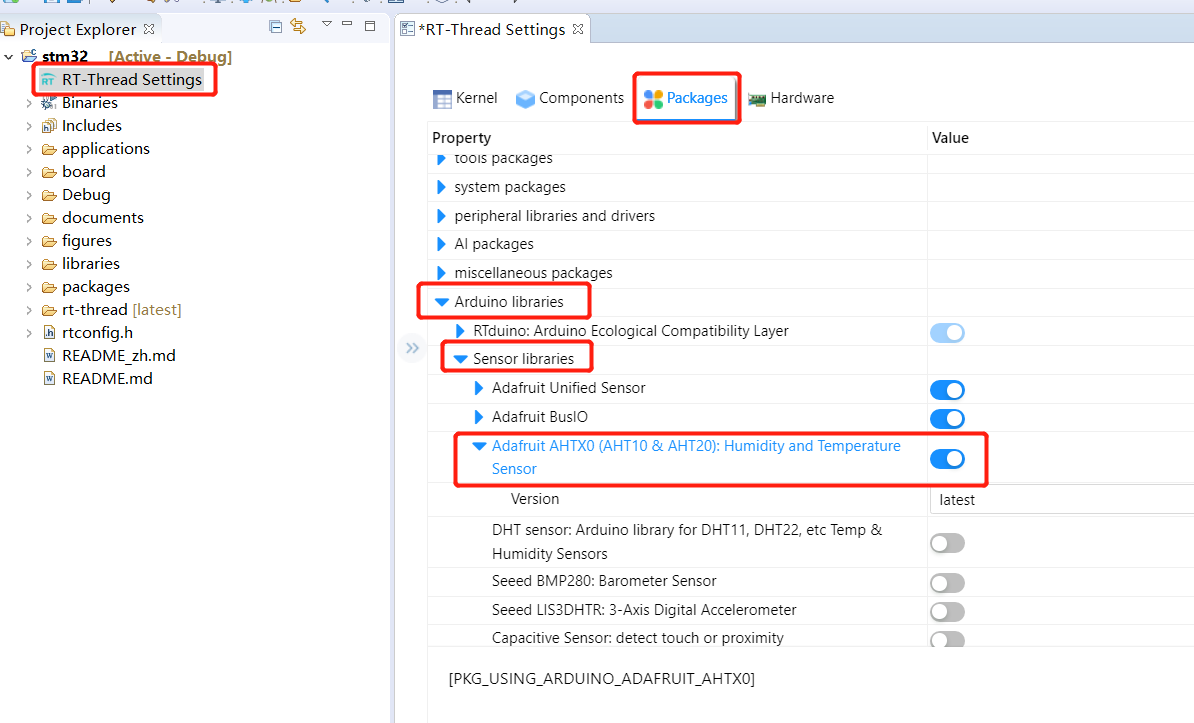 Project Explorer
*RT-Thread Settings
stm32 [Active - Debug]
RT-Thread Settings
Binaries
Includes
applications
board
Debug
documents
figures
libraries
packages
rt-thread [latest]
rtconfig.h
README_zh.md
README.md
Kernel
Components
Packages
Hardware
Property
Value
tools packages
system packages
peripheral libraries and drivers
AI packages
miscellaneous packages
Arduino libraries
RTduino: Arduino Ecological Compatibility Layer
Sensor libraries
Adafruit Unified Sensor
Adafruit BusIO
Adafruit AHTX0 (AHT10 & AHT20): Humidity and Temperature
Sensor
Version
latest
DHT sensor: Arduino library for DHT11, DHT22, etc Temp &
Humidity Sensors
Seeed BMP280: Barometer Sensor
Seeed LIS3DHTR: 3-Axis Digital Accelerometer
Capacitive Sensor: detect touch or proximity
[PKG_USING_ARDUINO_ADAFRUIT_AHTX0]